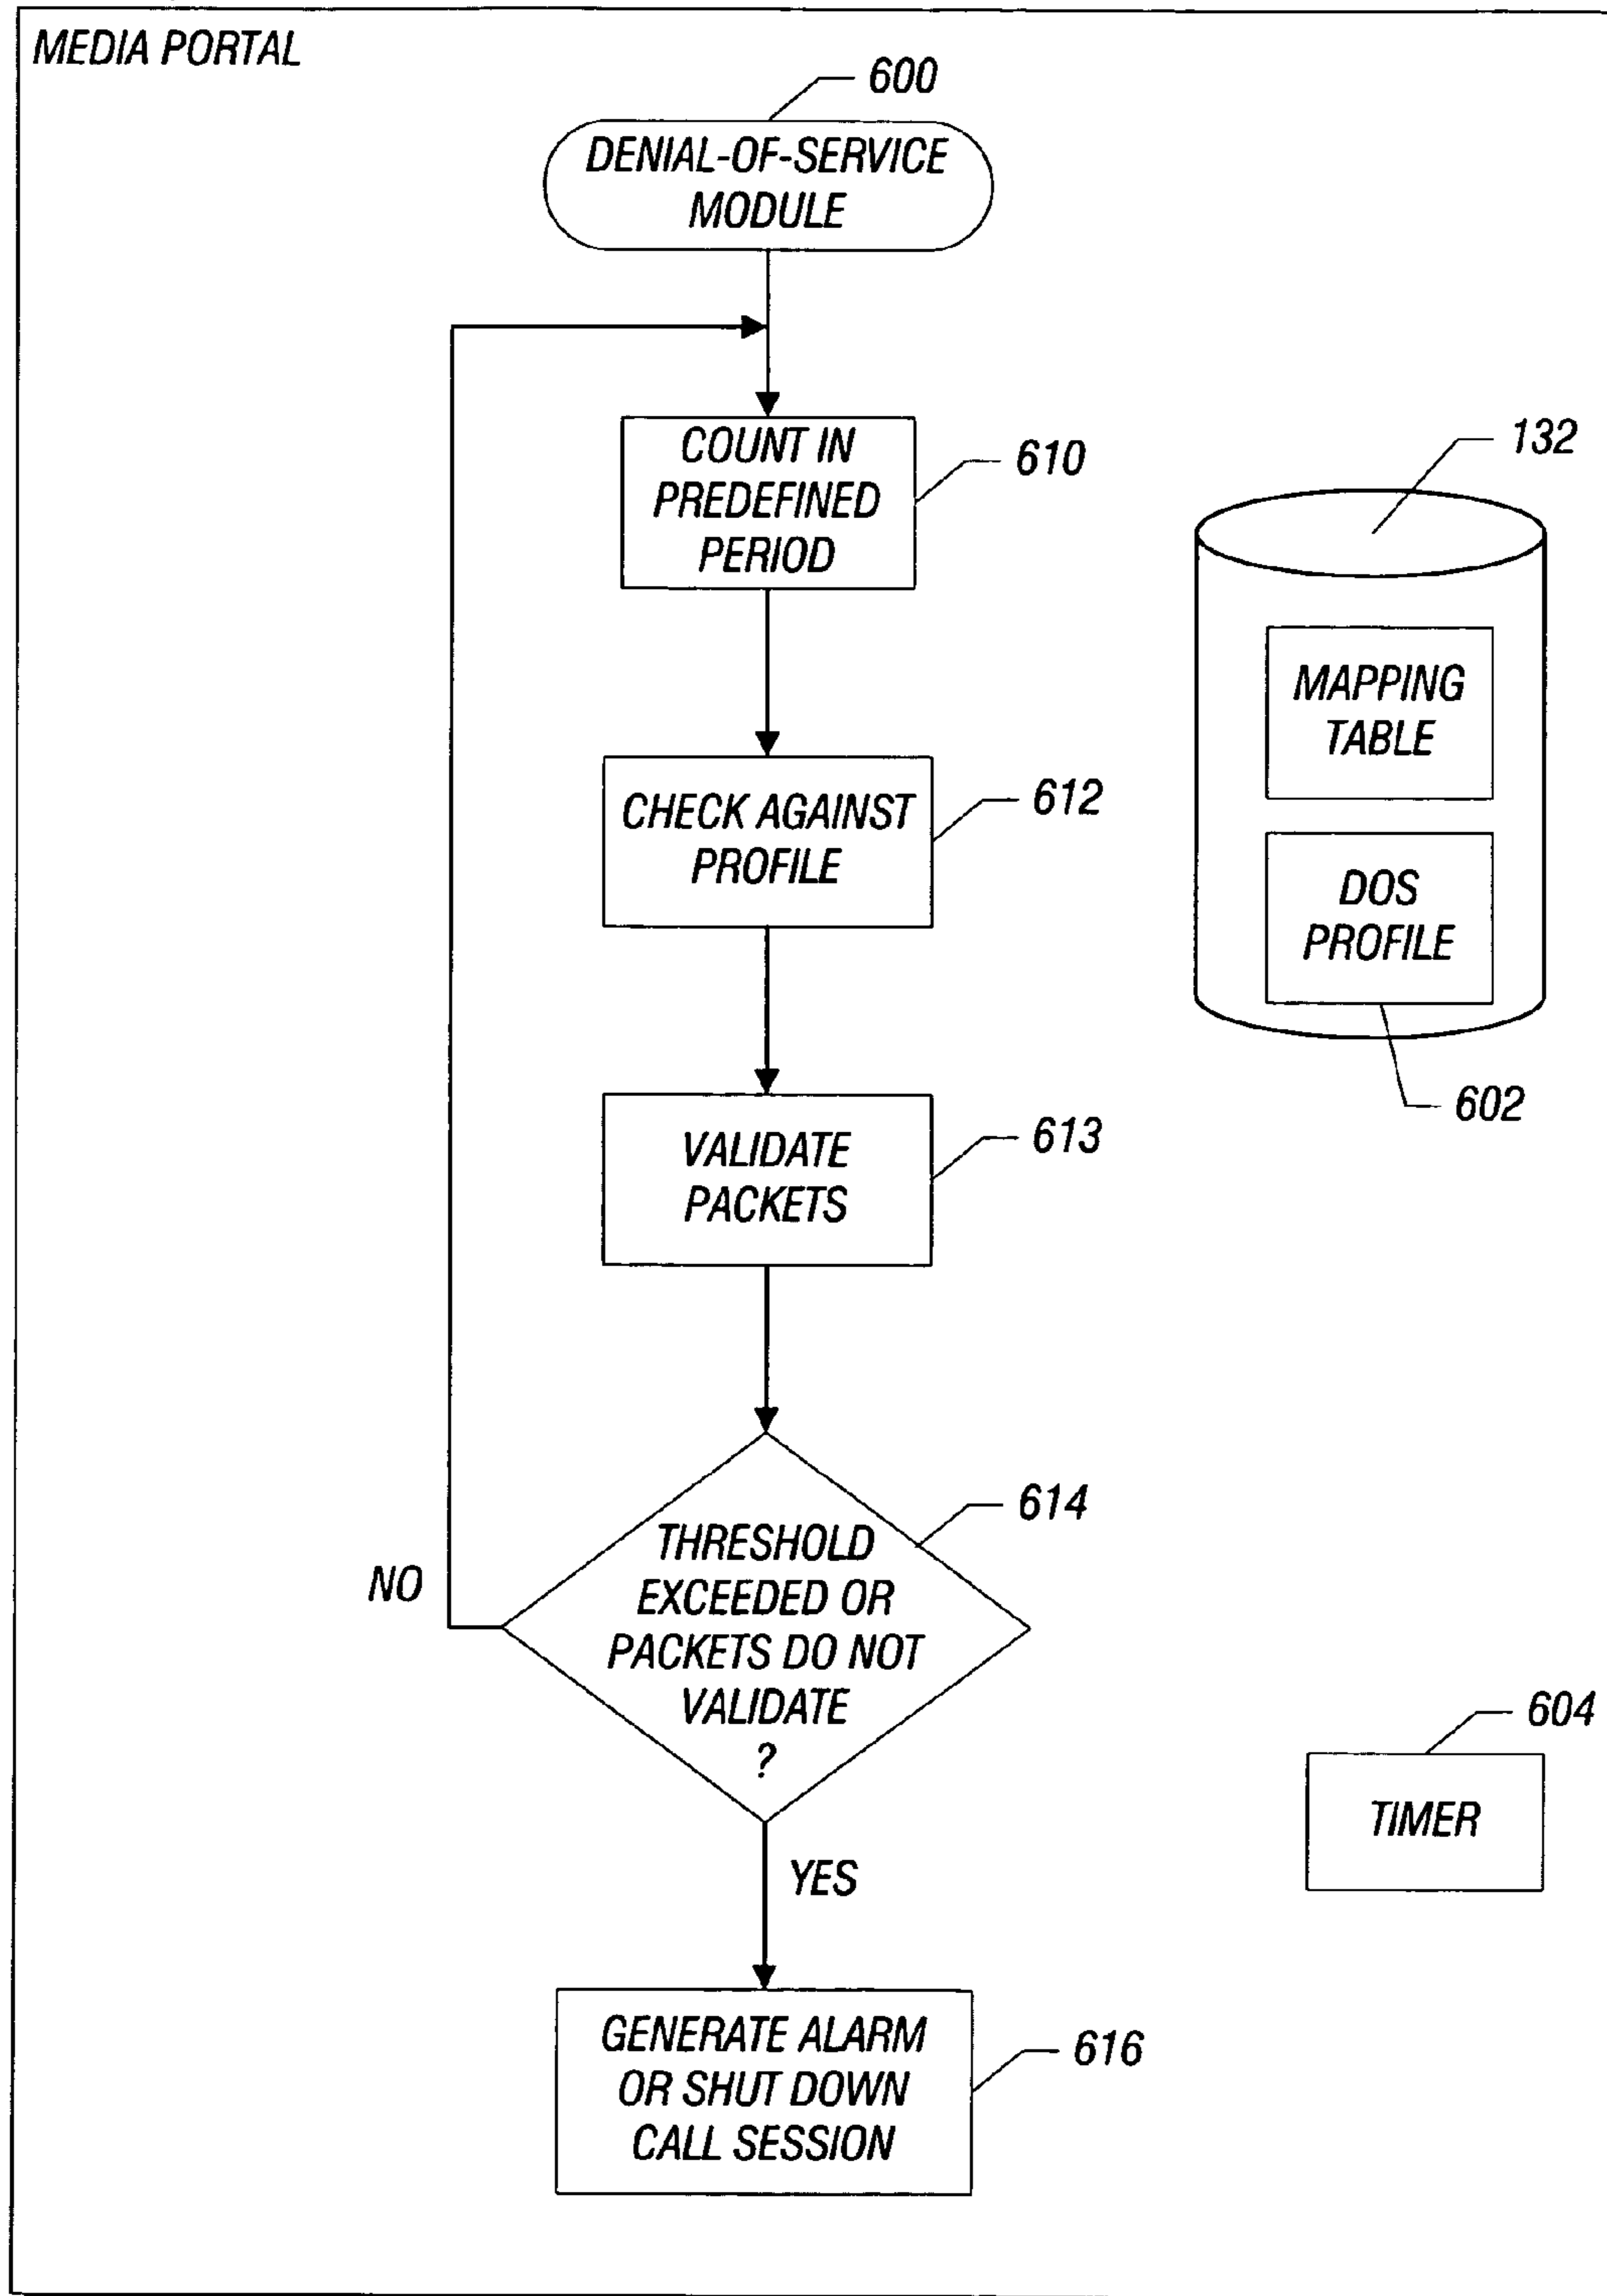 MEDIA PORTAL
600
DENIAL-OF-SERVICE
MODULE
COUNT IN
PREDEFINED
PERIOD
610
132
MAPPING
TABLE
CHECK AGAINST
PROFILE
612
DOS
PROFILE
602
VALIDATE
PACKETS
613
614
THRESHOLD
EXCEEDED OR
PACKETS DO NOT
VALIDATE
?
NO
604
TIMER
YES
GENERATE ALARM
OR SHUT DOWN
CALL SESSION
616